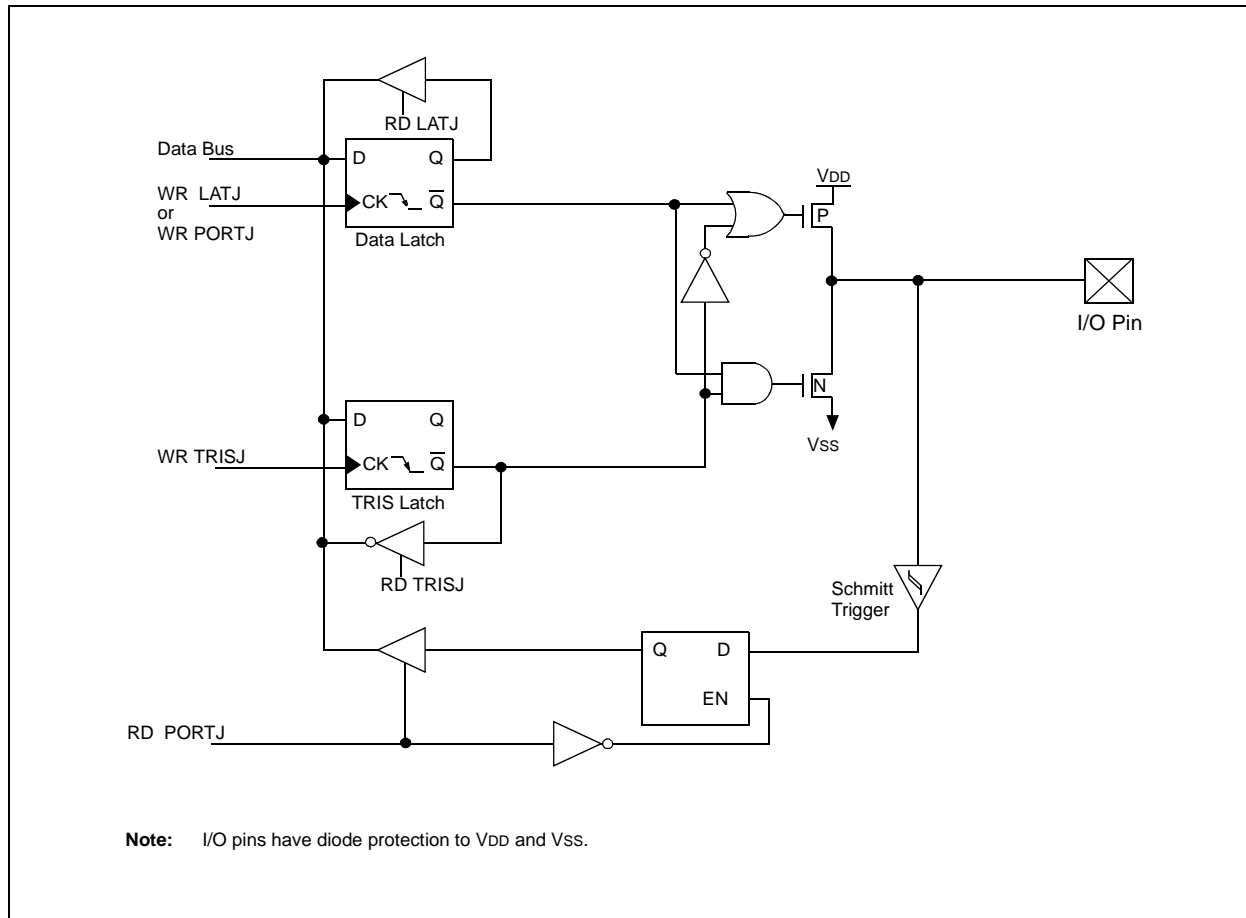 RD LATJ
Data Bus
D Q
WR LATJ
or
WR PORTJ
CK Q̅
Data Latch
VDD
P
I/O Pin
N
VSS
D Q
WR TRISJ
CK Q̅
TRIS Latch
RD TRISJ
Schmitt
Trigger
Q D
EN
RD PORTJ
Note: I/O pins have diode protection to VDD and VSS.